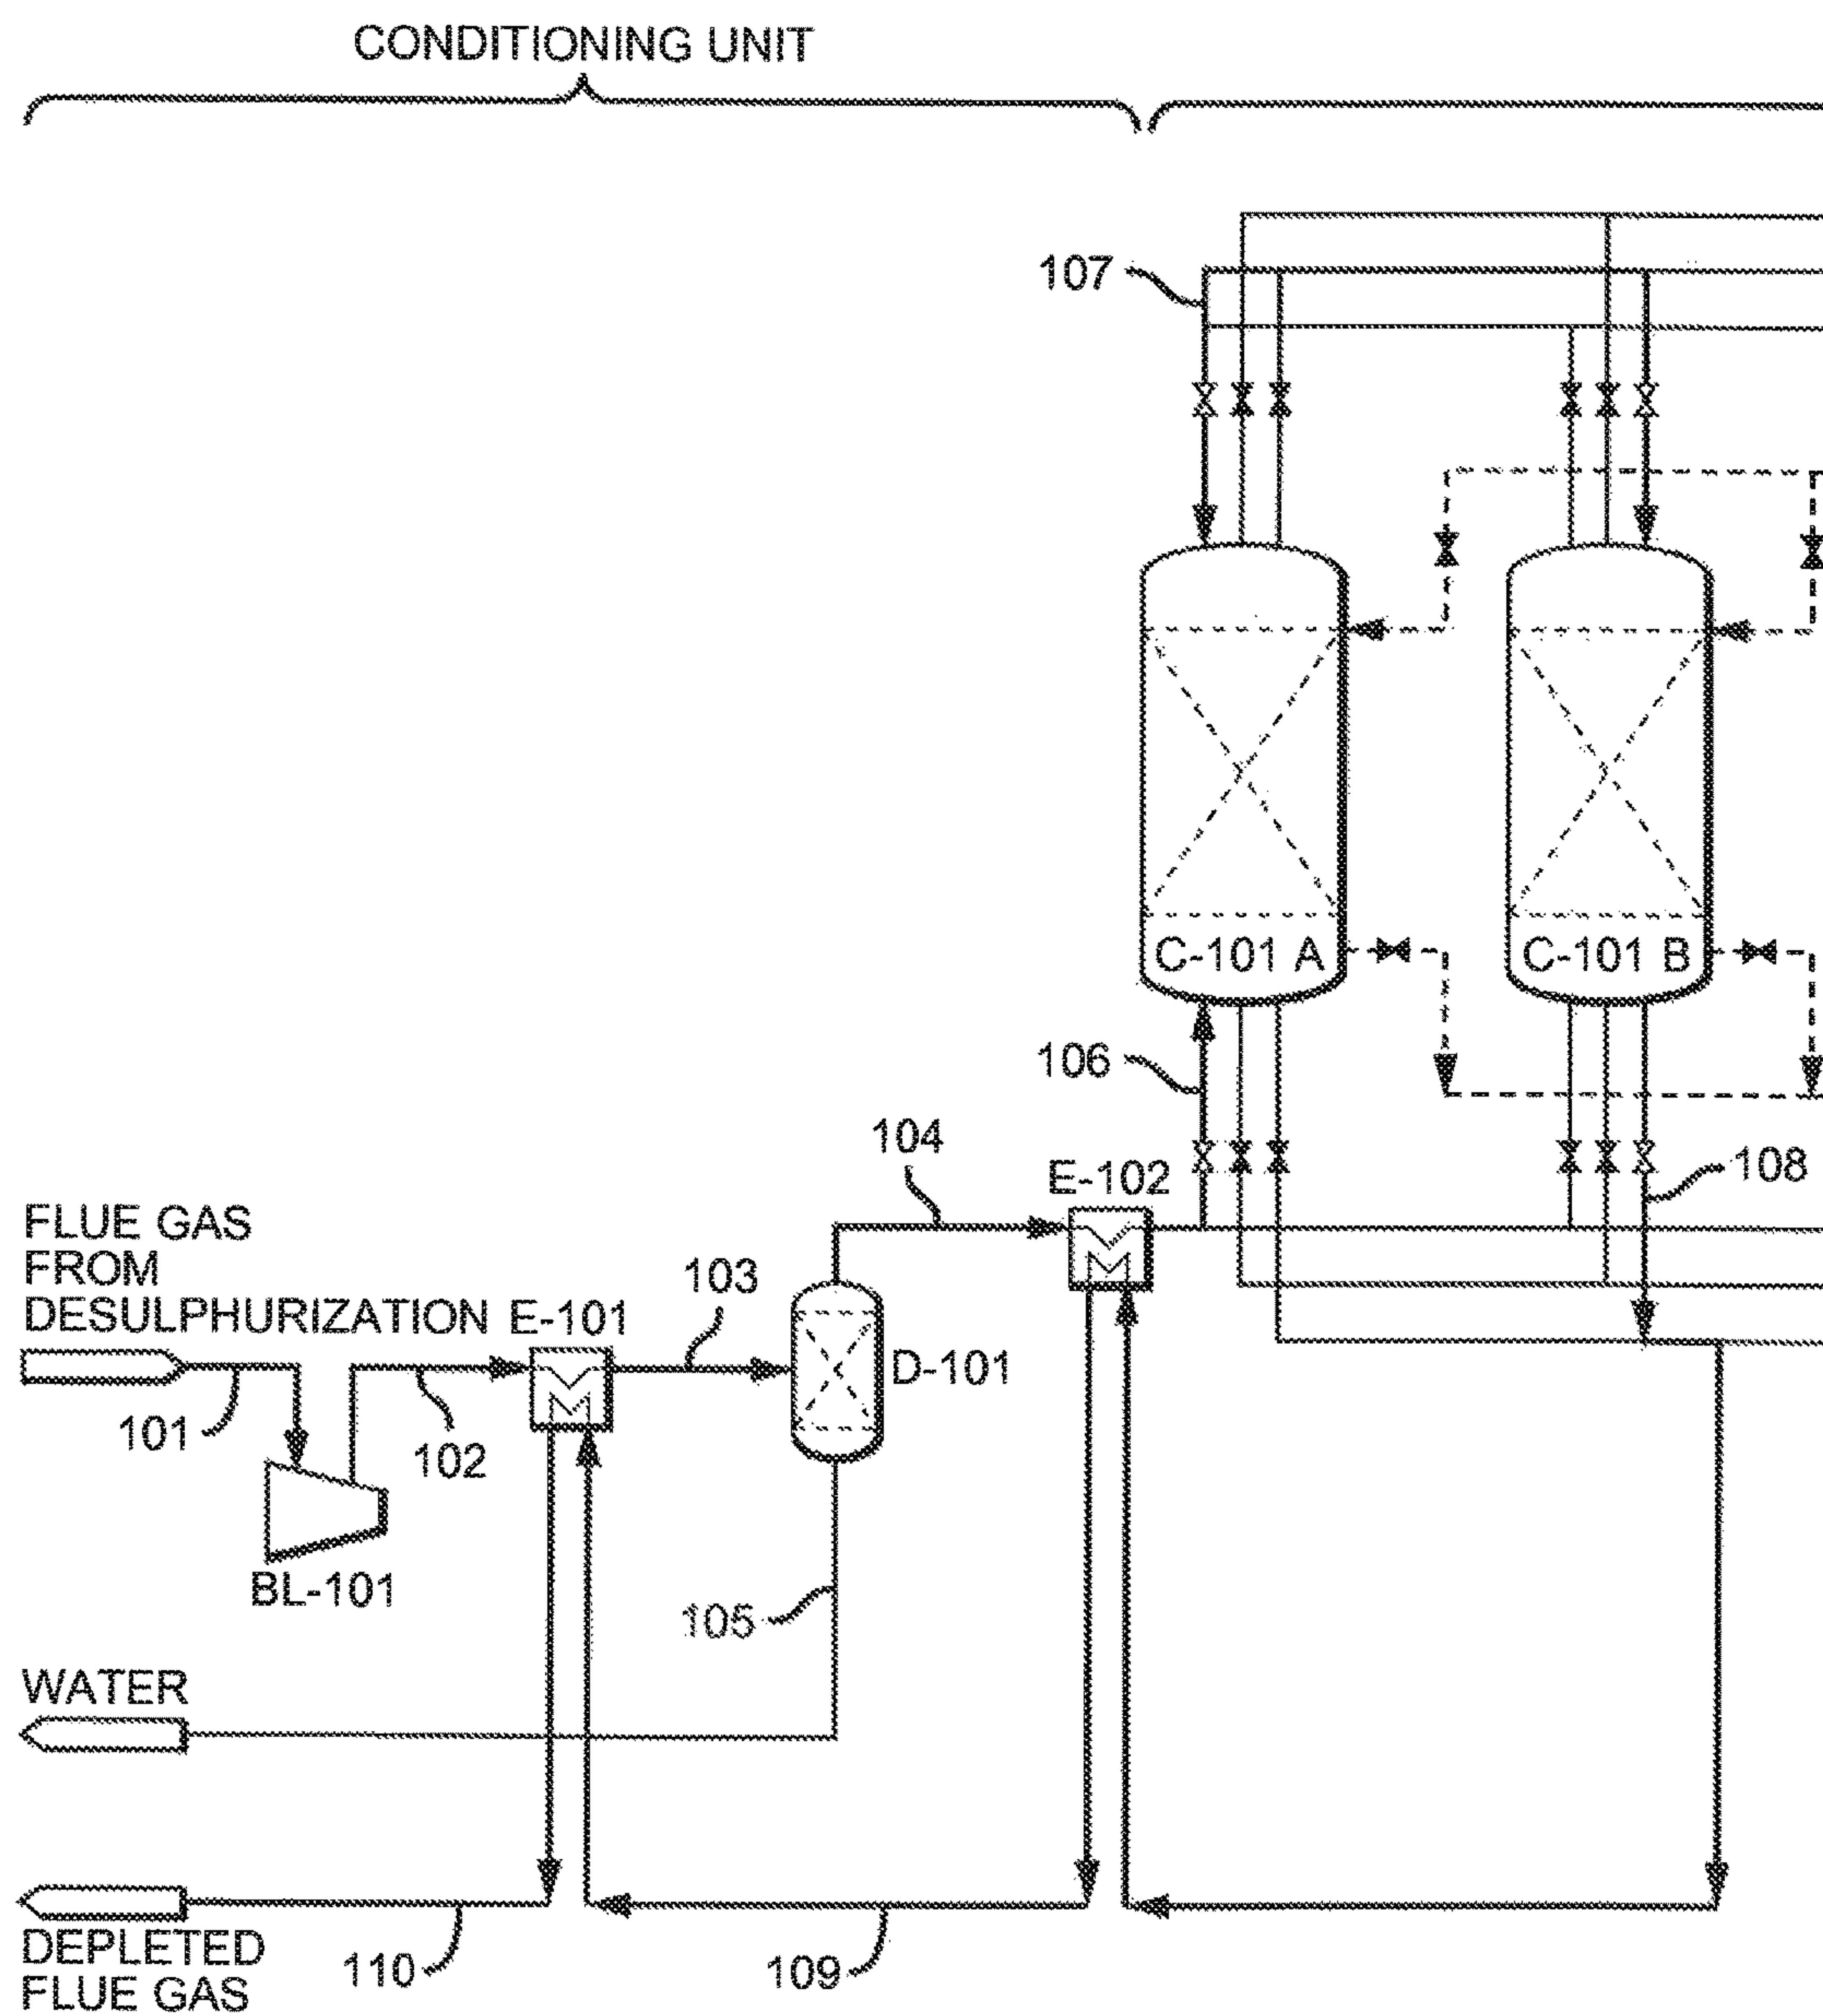 CONDITIONING UNIT
107
C-101 A
C-101 B
106
104
E-102
108
FLUE GAS
FROM
DESULPHURIZATION
E-101
103
D-101
101
102
BL-101
105
WATER
DEPLETED
FLUE GAS
110
109